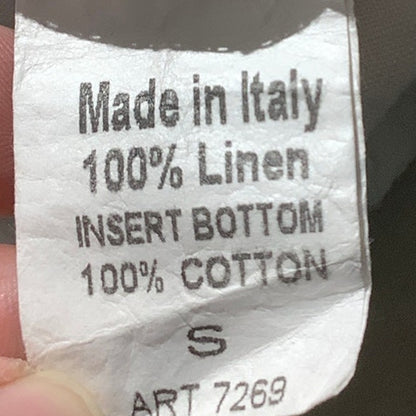 Made in Italy
100% Linen
INSERT BOTTOM
100% COTTON
S
ART 7269